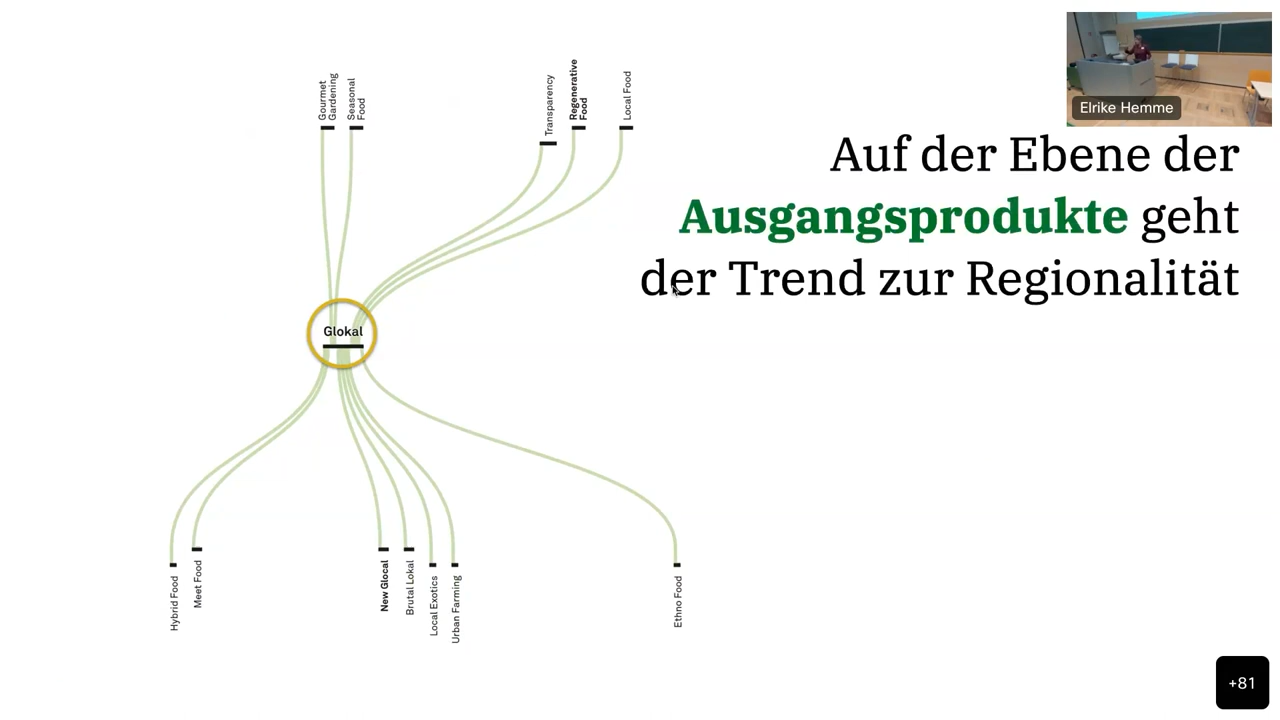 Gourmet
Gardening
Seasonal
Food
Transparency
Regenerative
Food
Local Food
Elrike Hemme
Auf der Ebene der
Ausgangsprodukte geht
der Trend zur Regionalität
Glokal
Hybrid Food
Meet Food
New Glocal
Brutal Lokal
Local Exotics
Urban Farming
Ethno Food
+81